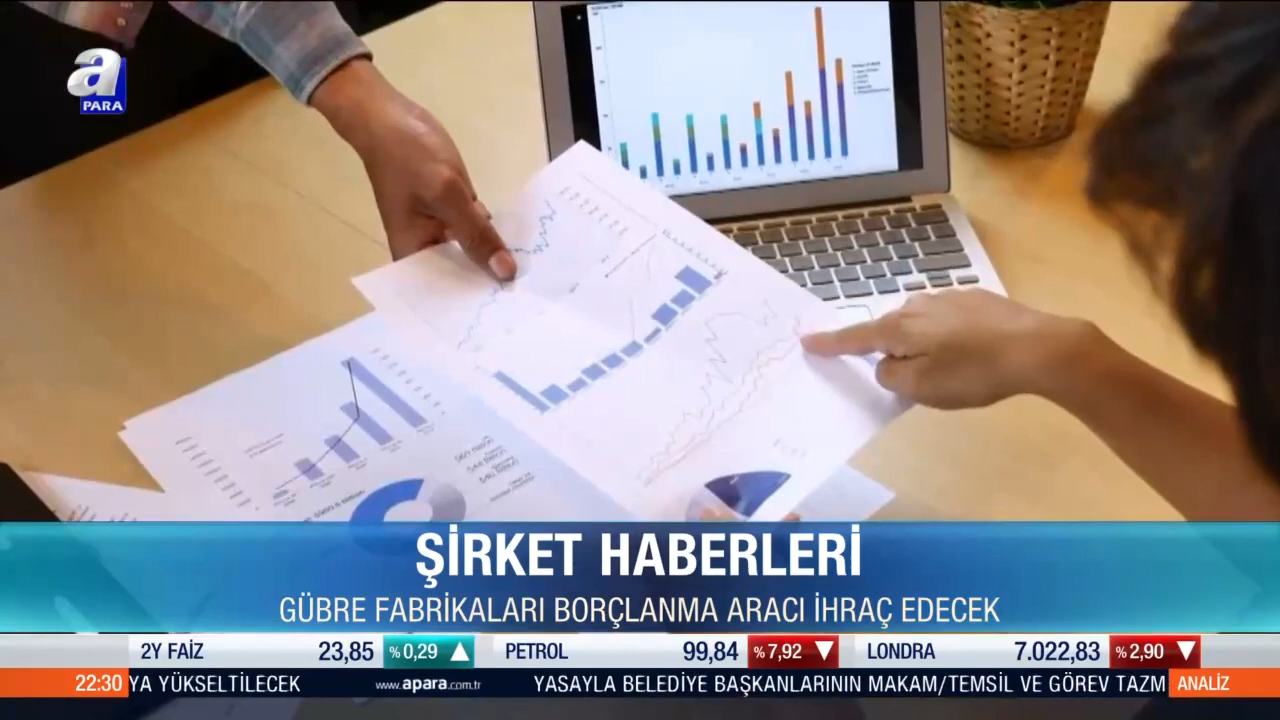 a
PARA
ŞİRKET HABERLERİ
GÜBRE FABRİKALARI BORÇLANMA ARACI İHRAÇ EDECEK
2Y FAİZ 23,85 %0,29 PETROL 99,84 %7,92 LONDRA 7.022,83 %2,90
22:30 YA YÜKSELTİLECEK www.apara.com.tr YASAYLA BELEDİYE BAŞKANLARININ MAKAM/TEMSİL VE GÖREV TAZM ANALİZ